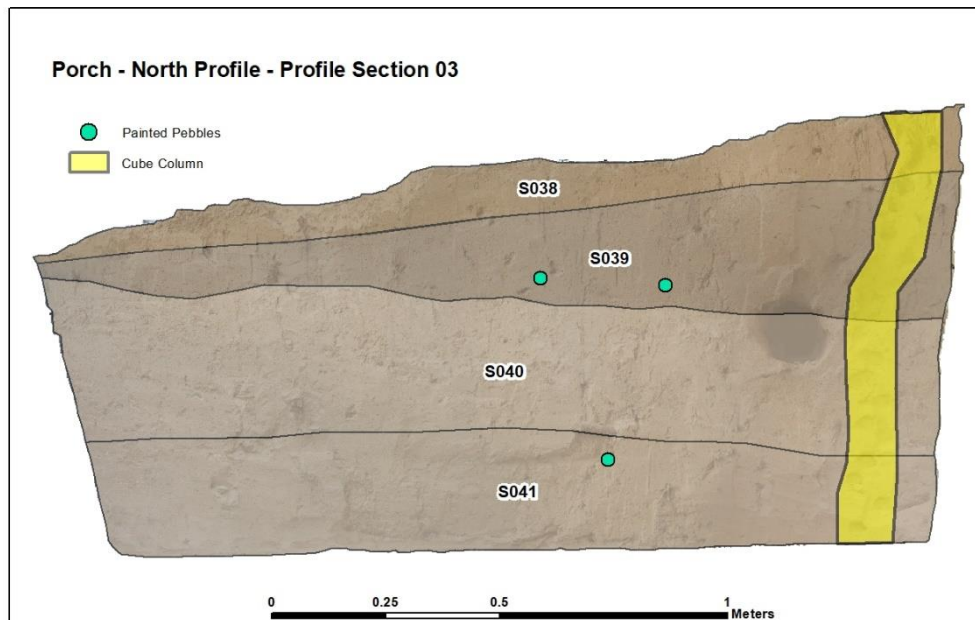 Porch - North Profile - Profile Section 03
Painted Pebbles
Cube Column
S038
S039
S040
S041
0 0.25 0.5 1
Meters